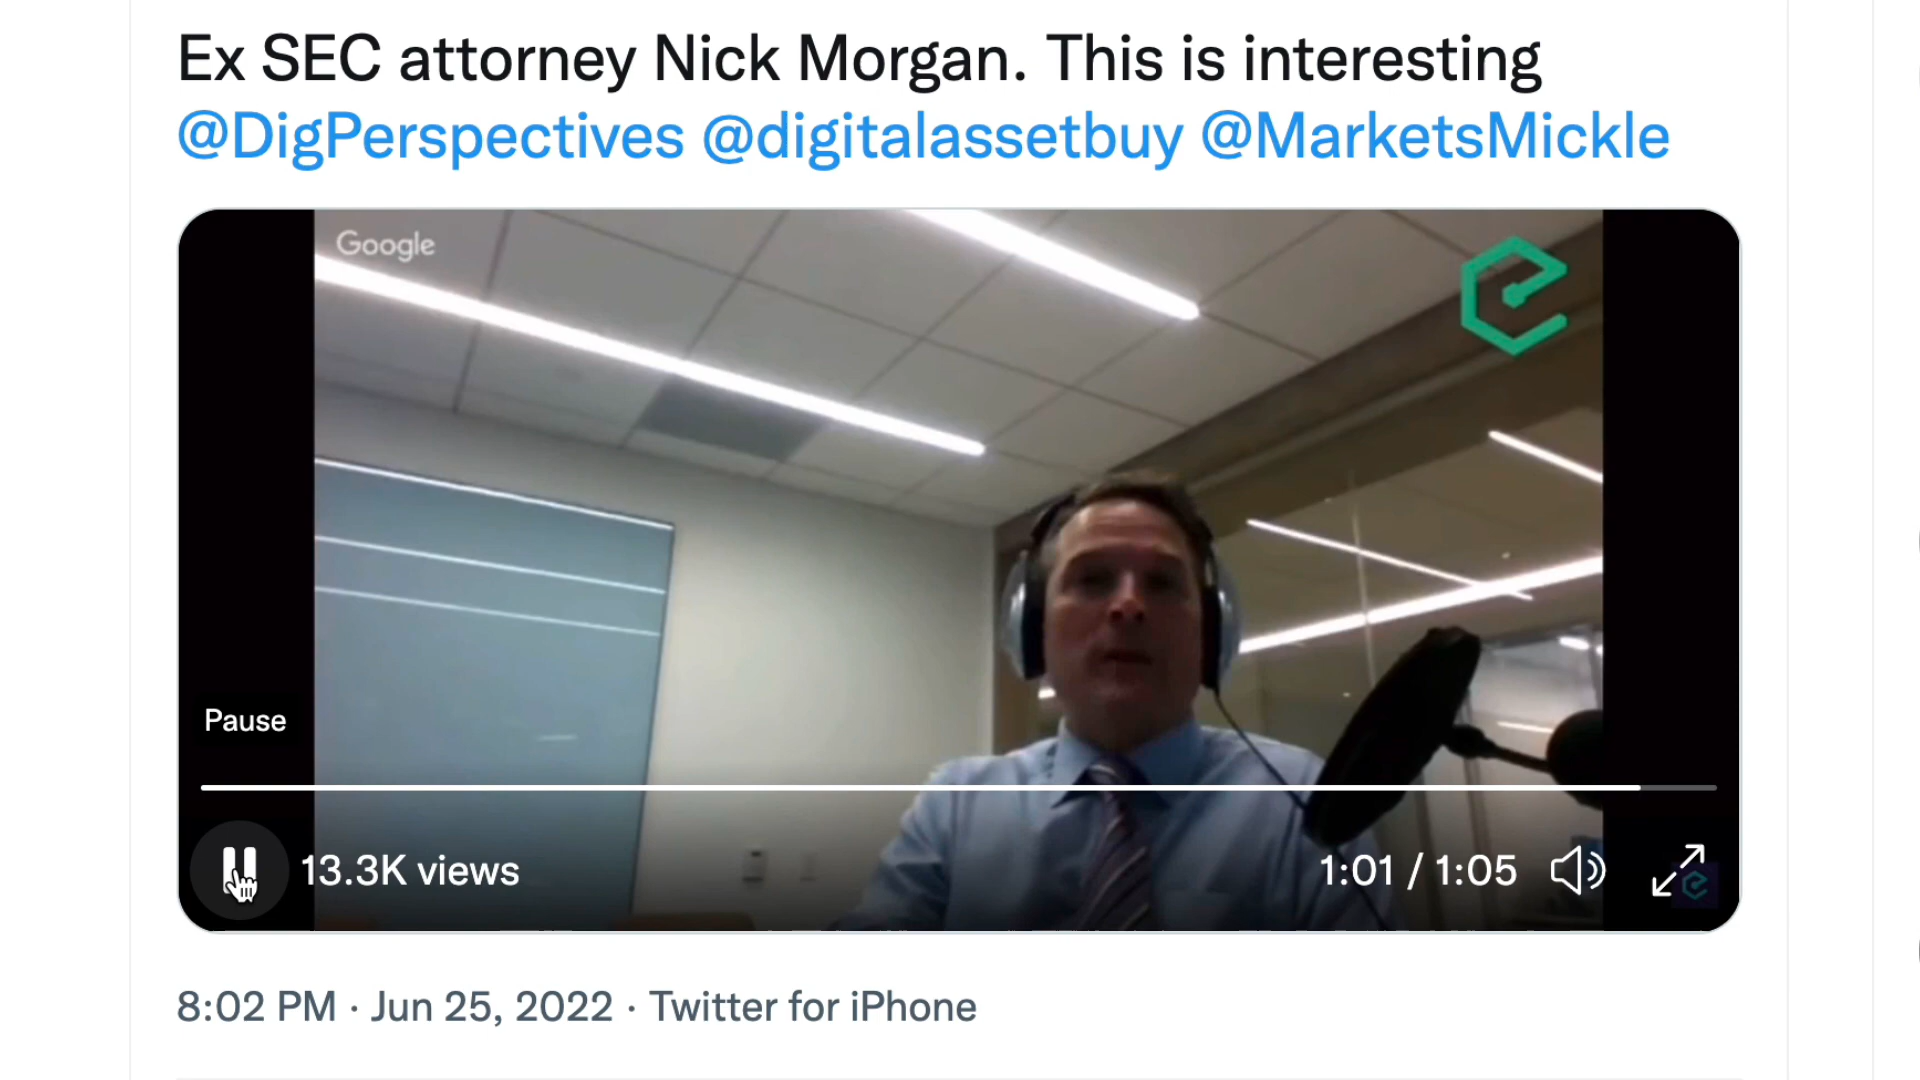 Ex SEC attorney Nick Morgan. This is interesting
@DigPerspectives @digitalassetbuy @MarketsMickle
Google
Pause
13.3K views
1:01 / 1:05
8:02 PM · Jun 25, 2022 · Twitter for iPhone